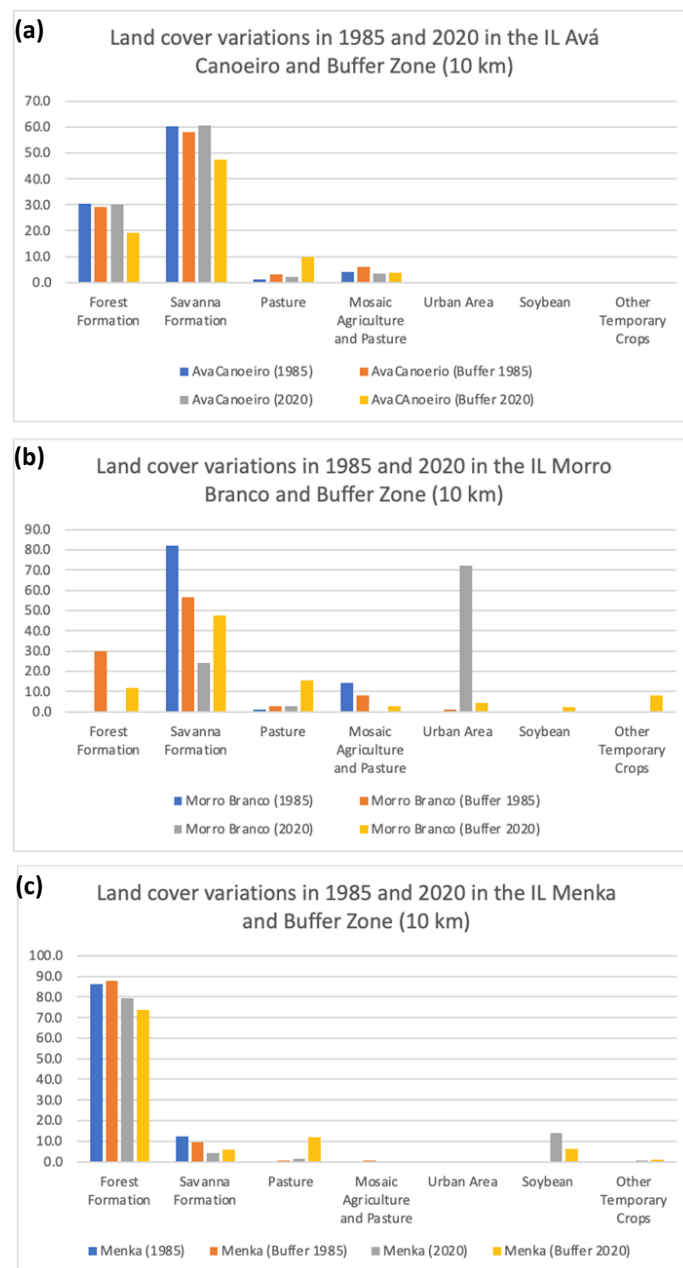 (a)
Land cover variations in 1985 and 2020 in the IL Avá
Canoeiro and Buffer Zone (10 km)
70.0
60.0
50.0
40.0
30.0
20.0
10.0
0.0
Forest Formation
Savanna Formation
Pasture
Mosaic Agriculture and Pasture
Urban Area
Soybean
Other Temporary Crops
AvaCanoeiro (1985)
AvaCanoerio (Buffer 1985)
AvaCanoeiro (2020)
AvaCAnoeiro (Buffer 2020)
(b)
Land cover variations in 1985 and 2020 in the IL Morro
Branco and Buffer Zone (10 km)
90.0
80.0
70.0
60.0
50.0
40.0
30.0
20.0
10.0
0.0
Forest Formation
Savanna Formation
Pasture
Mosaic Agriculture and Pasture
Urban Area
Soybean
Other Temporary Crops
Morro Branco (1985)
Morro Branco (Buffer 1985)
Morro Branco (2020)
Morro Branco (Buffer 2020)
(c)
Land cover variations in 1985 and 2020 in the IL Menka
and Buffer Zone (10 km)
100.0
90.0
80.0
70.0
60.0
50.0
40.0
30.0
20.0
10.0
0.0
Forest Formation
Savanna Formation
Pasture
Mosaic Agriculture and Pasture
Urban Area
Soybean
Other Temporary Crops
Menka (1985)
Menka (Buffer 1985)
Menka (2020)
Menka (Buffer 2020)